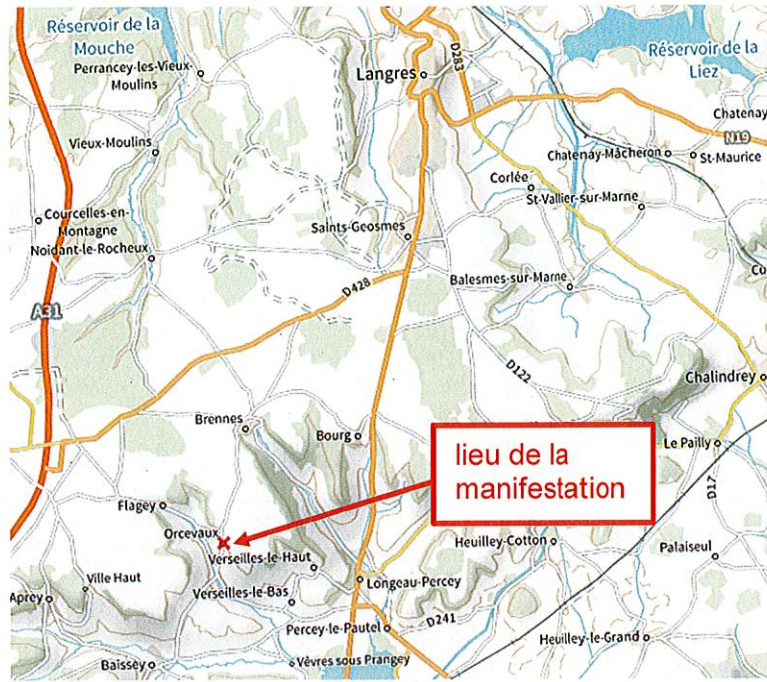 Réservoir de la
Mouche
Perrancey-les-Vieux-
Moulins
D283
Langres
Réservoir de la
Liez
Chatenay
N19
Vieux-Moulins
Chatenay-Mâcheron
St-Maurice
Corlée
St-Vallier-sur-Marne
Courcelles-en-
Montagne
Noidant-le-Rocheux
Saints-Geosmes
Balesmes-sur-Marne
Co
A31
D428
D122
Chalindrey
Brennes
Bourg
lieu de la
manifestation
Le Pailly
D17
Flagey
Orcevaux
Verseilles-le-Haut
Heuilley-Cotton
Palaiseul
Ville Haut
Aprey
Verseilles-le-Bas
Longeau-Percey
Percey-le-Pautel
D241
Heuilley-le-Grand
Baissey
Vèvres sous Prangey